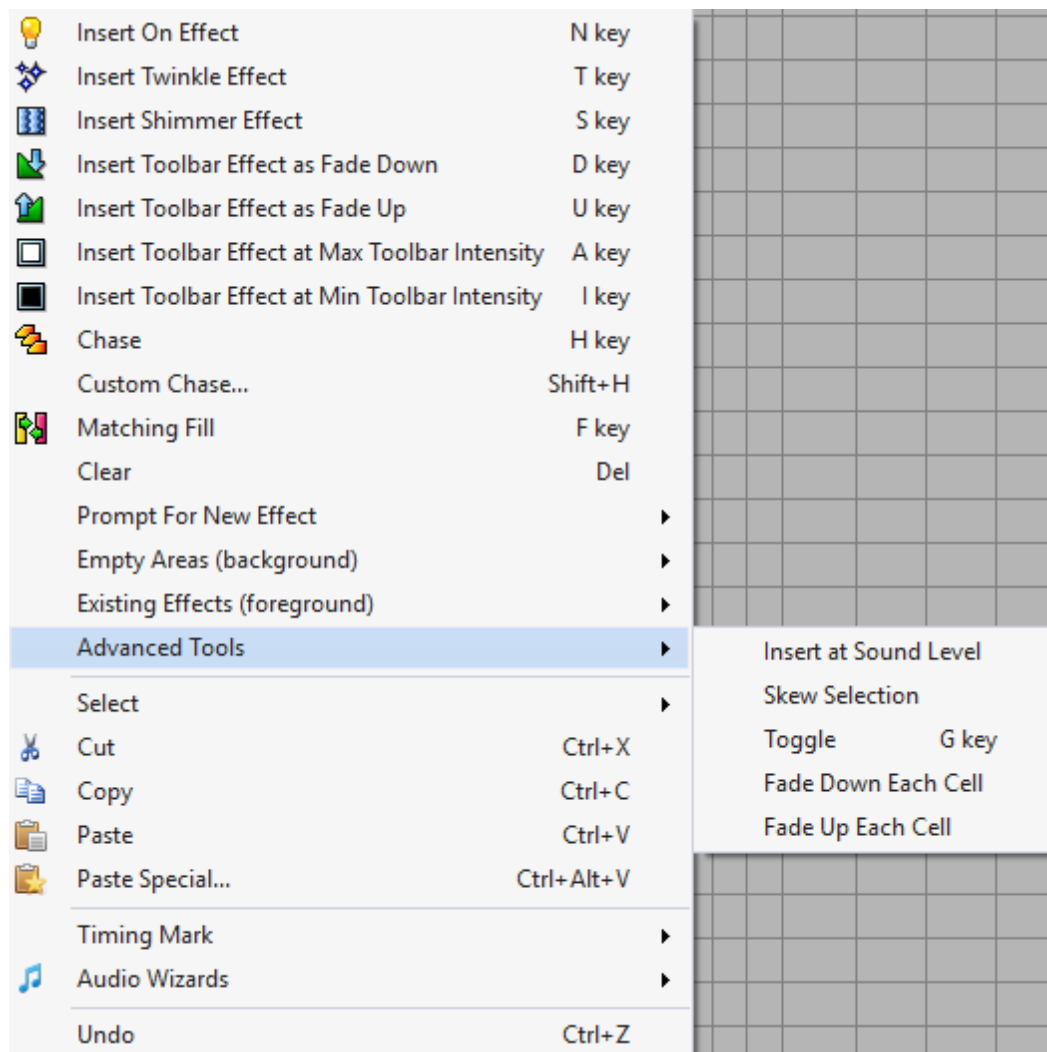 Insert On Effect N key
Insert Twinkle Effect T key
Insert Shimmer Effect S key
Insert Toolbar Effect as Fade Down D key
Insert Toolbar Effect as Fade Up U key
Insert Toolbar Effect at Max Toolbar Intensity A key
Insert Toolbar Effect at Min Toolbar Intensity I key
Chase H key
Custom Chase... Shift+H
Matching Fill F key
Clear Del
Prompt For New Effect
Empty Areas (background)
Existing Effects (foreground)
Advanced Tools
Insert at Sound Level
Skew Selection
Toggle G key
Fade Down Each Cell
Fade Up Each Cell
Select
Cut Ctrl+X
Copy Ctrl+C
Paste Ctrl+V
Paste Special... Ctrl+Alt+V
Timing Mark
Audio Wizards
Undo Ctrl+Z